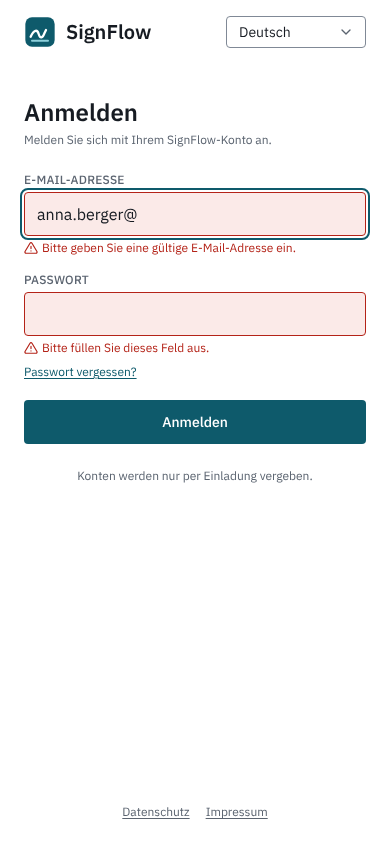 SignFlow
Deutsch
Anmelden
Melden Sie sich mit Ihrem SignFlow-Konto an.
E-MAIL-ADRESSE
anna.berger@
Bitte geben Sie eine gültige E-Mail-Adresse ein.
PASSWORT
Bitte füllen Sie dieses Feld aus.
Passwort vergessen?
Anmelden
Konten werden nur per Einladung vergeben.
Datenschutz Impressum